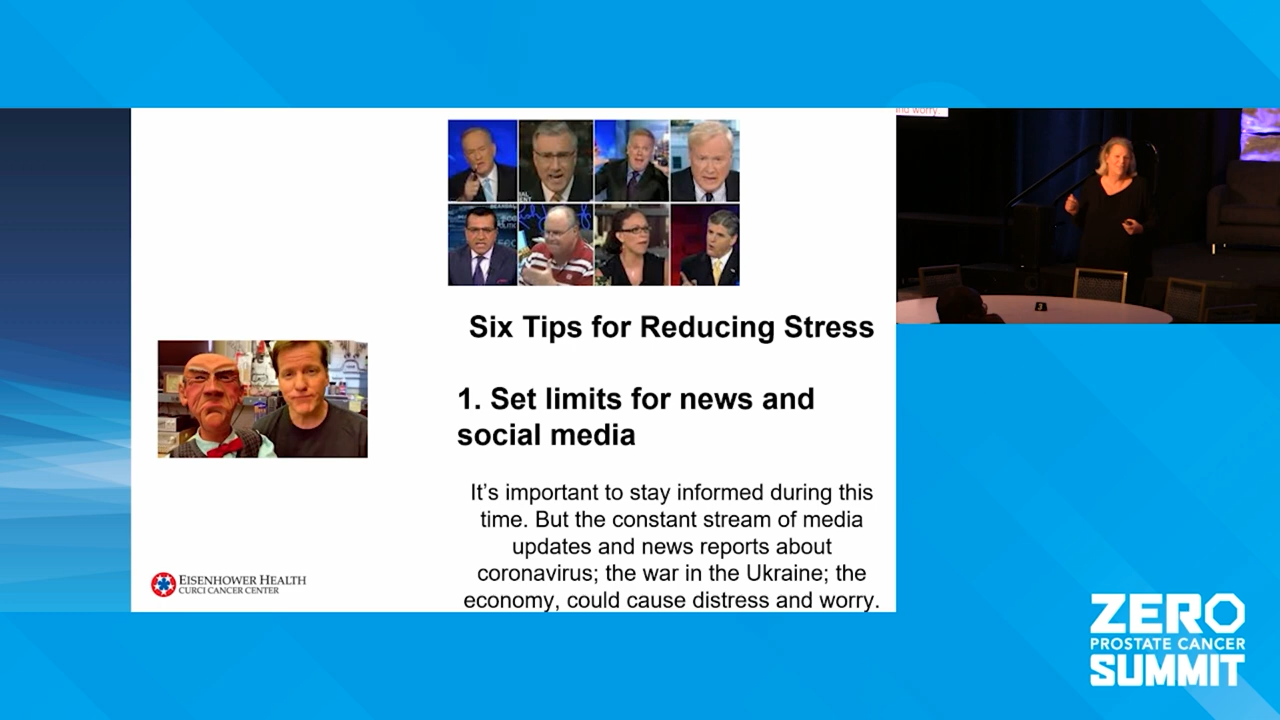 Six Tips for Reducing Stress
1. Set limits for news and
social media
It's important to stay informed during this
time. But the constant stream of media
updates and news reports about
coronavirus; the war in the Ukraine; the
economy, could cause distress and worry.
EISENHOWER HEALTH
CURCI CANCER CENTER
and worry.
ZERO
PROSTATE CANCER
SUMMIT